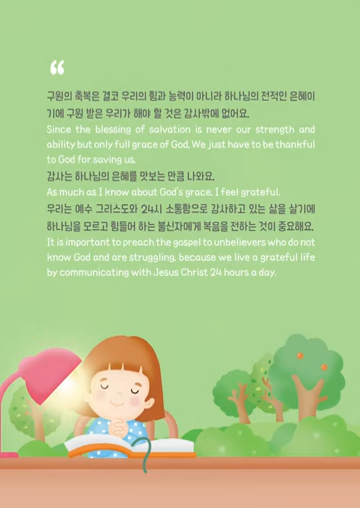 “
구원의 축복은 결코 우리의 힘과 능력이 아니라 하나님의 전적인 은혜이
기에 구원 받은 우리가 해야 할 것은 감사밖에 없어요.
Since the blessing of salvation is never our strength and
ability but only full grace of God, We just have to be thankful
to God for saving us.
감사는 하나님의 은혜를 맛보는 만큼 나와요.
As much as I know about God's grace, I feel grateful.
우리는 예수 그리스도와 24시 소통함으로 감사하고 있는 삶을 살기에
하나님을 모르고 힘들어 하는 불신자에게 복음을 전하는 것이 중요해요.
It is important to preach the gospel to unbelievers who do not
know God and are struggling, because we live a grateful life
by communicating with Jesus Christ 24 hours a day.